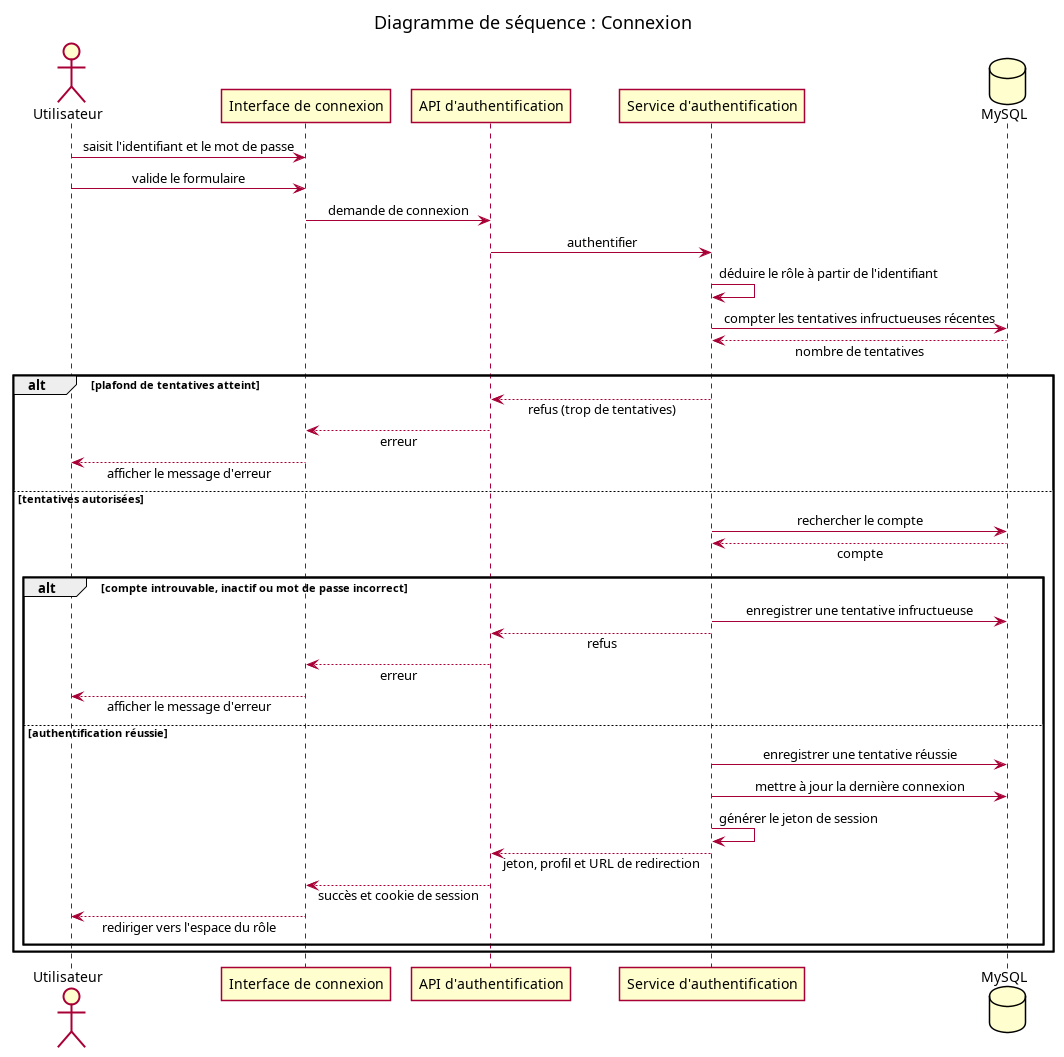 Diagramme de séquence : Connexion
Utilisateur
Interface de connexion
API d'authentification
Service d'authentification
MySQL
saisit l'identifiant et le mot de passe
valide le formulaire
demande de connexion
authentifier
déduire le rôle à partir de l'identifiant
compter les tentatives infructueuses récentes
nombre de tentatives
alt
[plafond de tentatives atteint]
refus (trop de tentatives)
erreur
afficher le message d'erreur
[tentatives autorisées]
rechercher le compte
compte
alt
[compte introuvable, inactif ou mot de passe incorrect]
enregistrer une tentative infructueuse
refus
erreur
afficher le message d'erreur
[authentification réussie]
enregistrer une tentative réussie
mettre à jour la dernière connexion
générer le jeton de session
jeton, profil et URL de redirection
succès et cookie de session
rediriger vers l'espace du rôle
Utilisateur
Interface de connexion
API d'authentification
Service d'authentification
MySQL